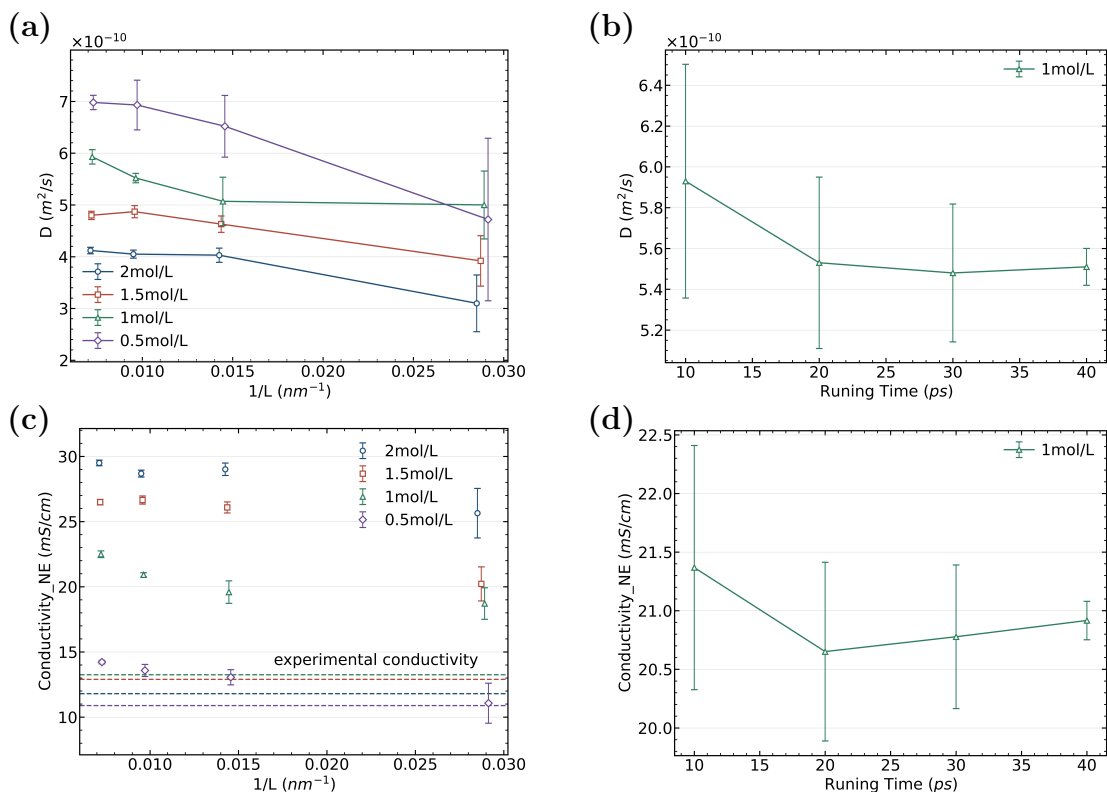 (a)
×10⁻¹⁰
7
6
5
4
3
2
D (m²/s)
2mol/L
1.5mol/L
1mol/L
0.5mol/L
0.010 0.015 0.020 0.025 0.030
1/L (nm⁻¹)
(b)
×10⁻¹⁰
1mol/L
6.4
6.2
6.0
5.8
5.6
5.4
5.2
D (m²/s)
10 15 20 25 30 35 40
Runing Time (ps)
(c)
30
25
20
15
10
Conductivity_NE (mS/cm)
2mol/L
1.5mol/L
1mol/L
0.5mol/L
experimental conductivity
0.010 0.015 0.020 0.025 0.030
1/L (nm⁻¹)
(d)
1mol/L
22.5
22.0
21.5
21.0
20.5
20.0
Conductivity_NE (mS/cm)
10 15 20 25 30 35 40
Runing Time (ps)